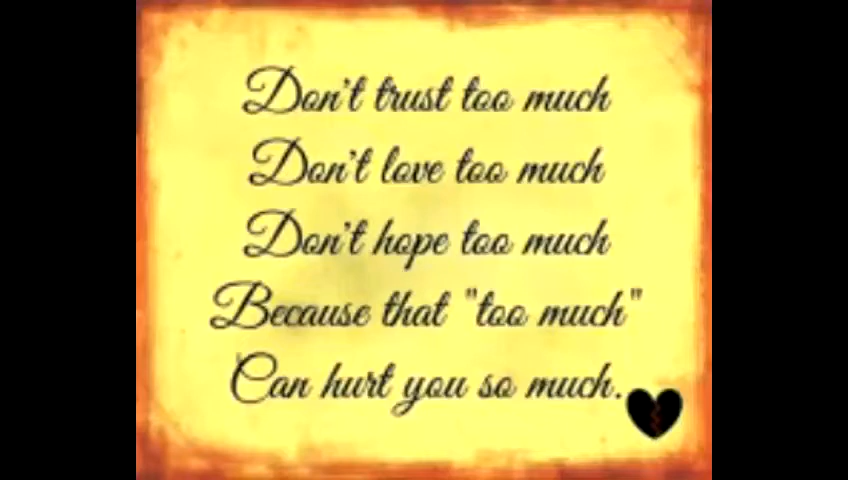 Don't trust too much
Don't love too much
Don't hope too much
Because that "too much"
Can hurt you so much.